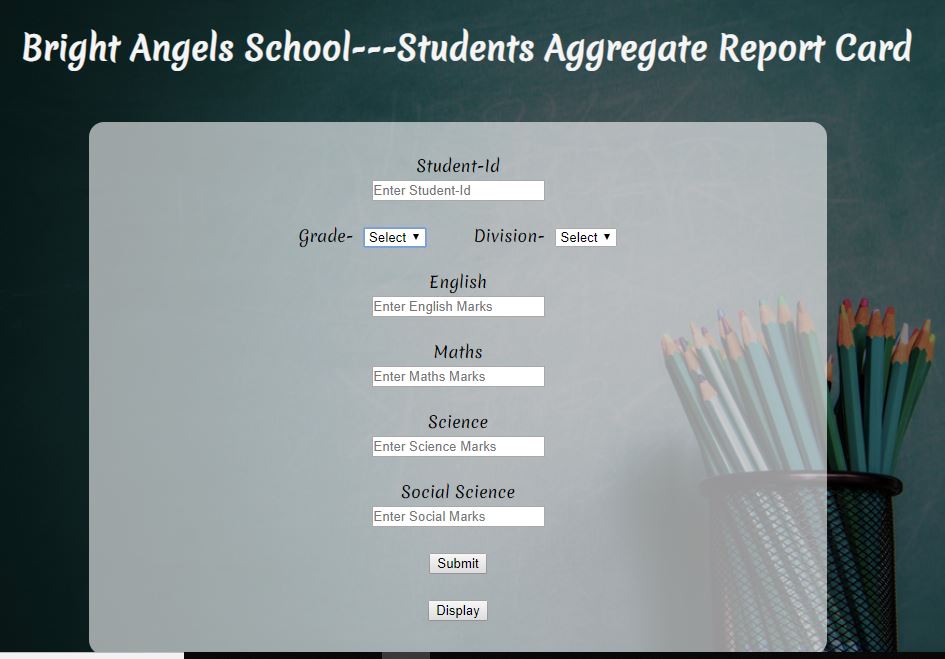 Bright Angels School---Students Aggregate Report Card
Student-Id
Enter Student-Id
Grade- Select Division- Select
English
Enter English Marks
Maths
Enter Maths Marks
Science
Enter Science Marks
Social Science
Enter Social Marks
Submit
Display